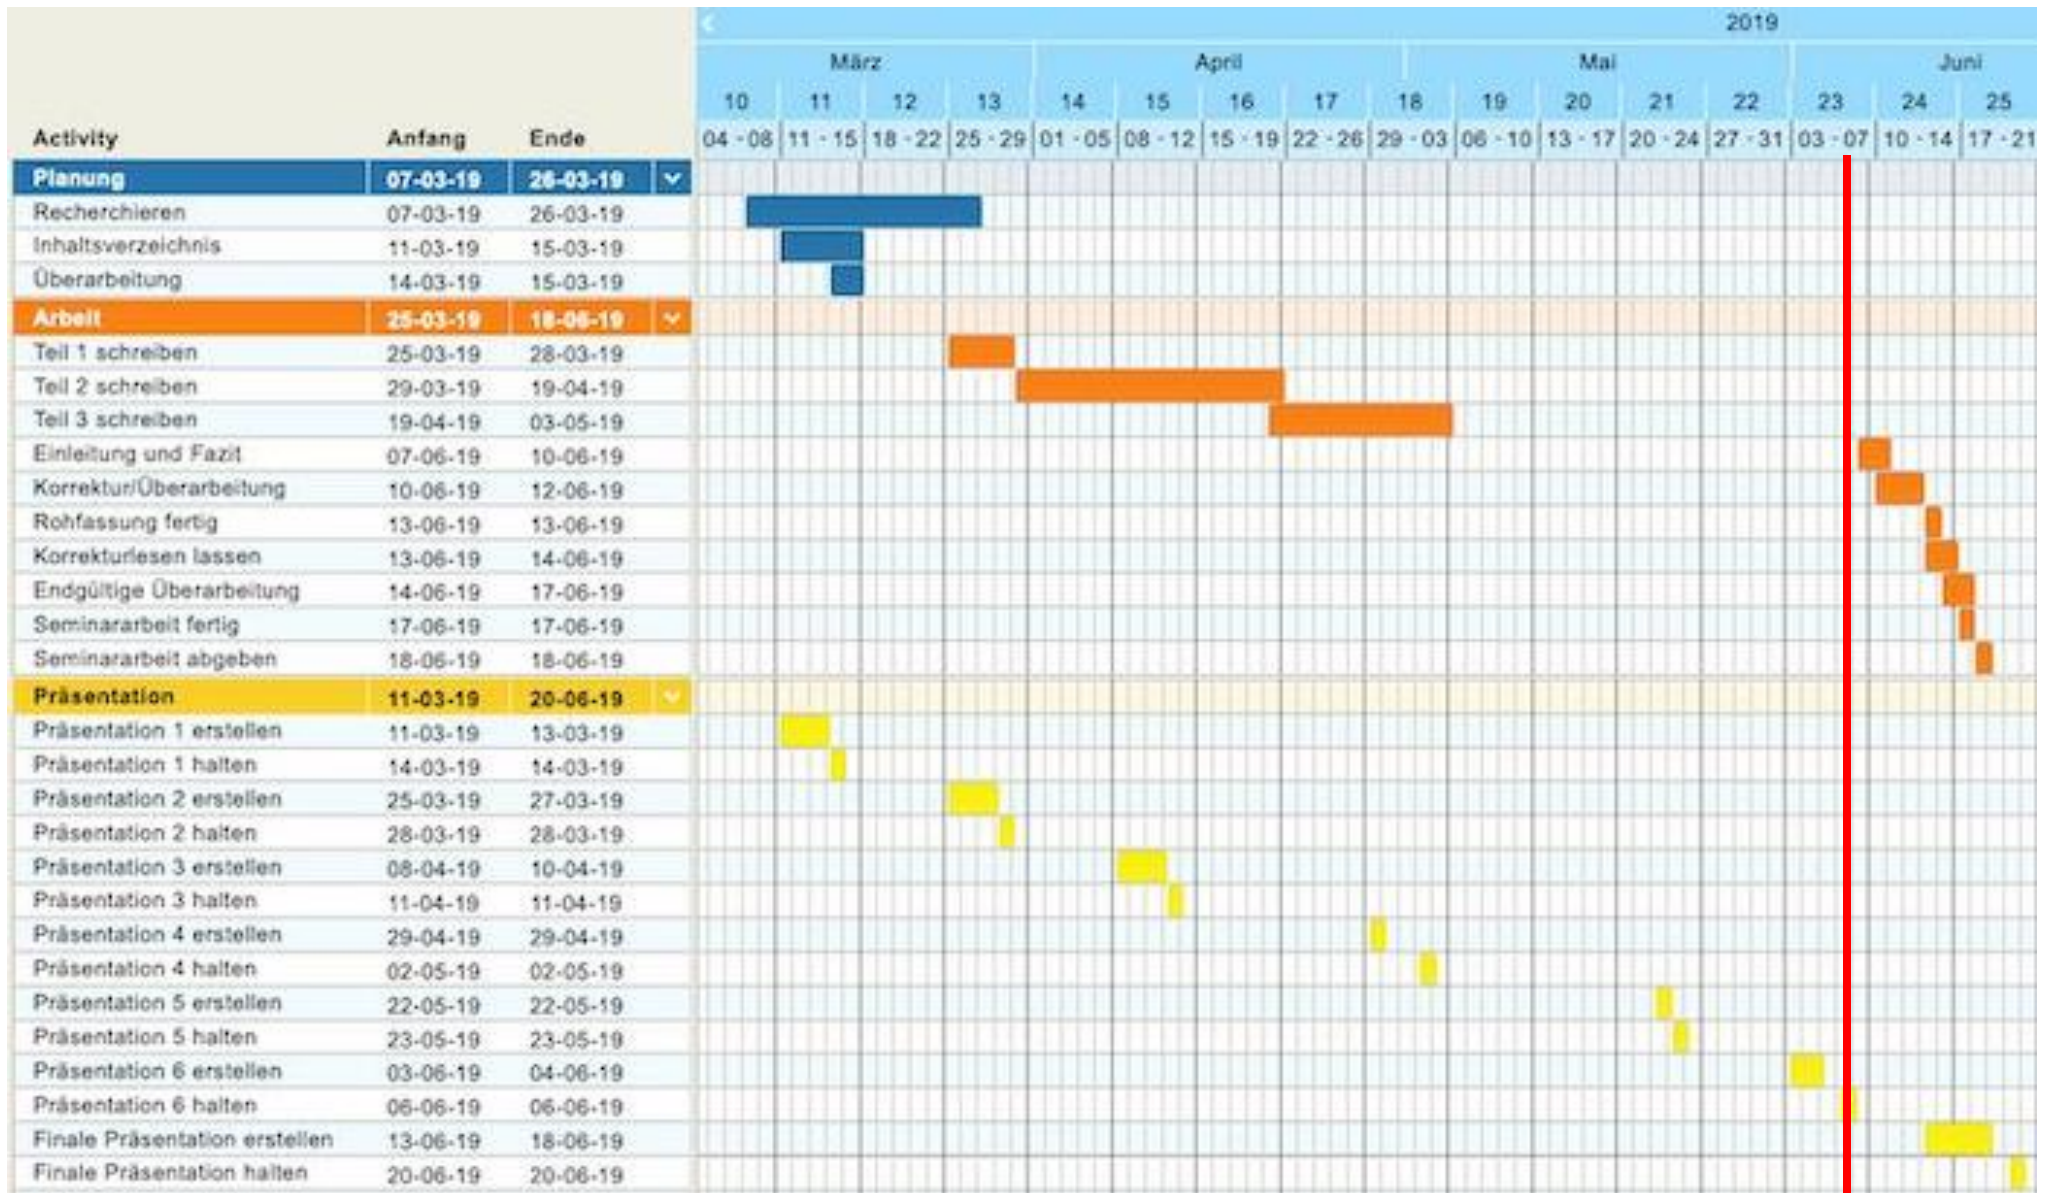 2019
März April Mai Juni
10 11 12 13 14 15 16 17 18 19 20 21 22 23 24 25
Activity Anfang Ende 04 - 08 11 - 15 18 - 22 25 - 29 01 - 05 08 - 12 15 - 19 22 - 26 29 - 03 06 - 10 13 - 17 20 - 24 27 - 31 03 - 07 10 - 14 17 - 21
Planung 07-03-19 26-03-19
Recherchieren 07-03-19 26-03-19
Inhaltsverzeichnis 11-03-19 15-03-19
Überarbeitung 14-03-19 15-03-19
Arbeit 25-03-19 18-06-19
Teil 1 schreiben 25-03-19 28-03-19
Teil 2 schreiben 29-03-19 19-04-19
Teil 3 schreiben 19-04-19 03-05-19
Einleitung und Fazit 07-06-19 10-06-19
Korrektur/Überarbeitung 10-06-19 12-06-19
Rohfassung fertig 13-06-19 13-06-19
Korrekturlesen lassen 13-06-19 14-06-19
Endgültige Überarbeitung 14-06-19 17-06-19
Seminararbeit fertig 17-06-19 17-06-19
Seminararbeit abgeben 18-06-19 18-06-19
Präsentation 11-03-19 20-06-19
Präsentation 1 erstellen 11-03-19 13-03-19
Präsentation 1 halten 14-03-19 14-03-19
Präsentation 2 erstellen 25-03-19 27-03-19
Präsentation 2 halten 28-03-19 28-03-19
Präsentation 3 erstellen 08-04-19 10-04-19
Präsentation 3 halten 11-04-19 11-04-19
Präsentation 4 erstellen 29-04-19 29-04-19
Präsentation 4 halten 02-05-19 02-05-19
Präsentation 5 erstellen 22-05-19 22-05-19
Präsentation 5 halten 23-05-19 23-05-19
Präsentation 6 erstellen 03-06-19 04-06-19
Präsentation 6 halten 06-06-19 06-06-19
Finale Präsentation erstellen 13-06-19 18-06-19
Finale Präsentation halten 20-06-19 20-06-19